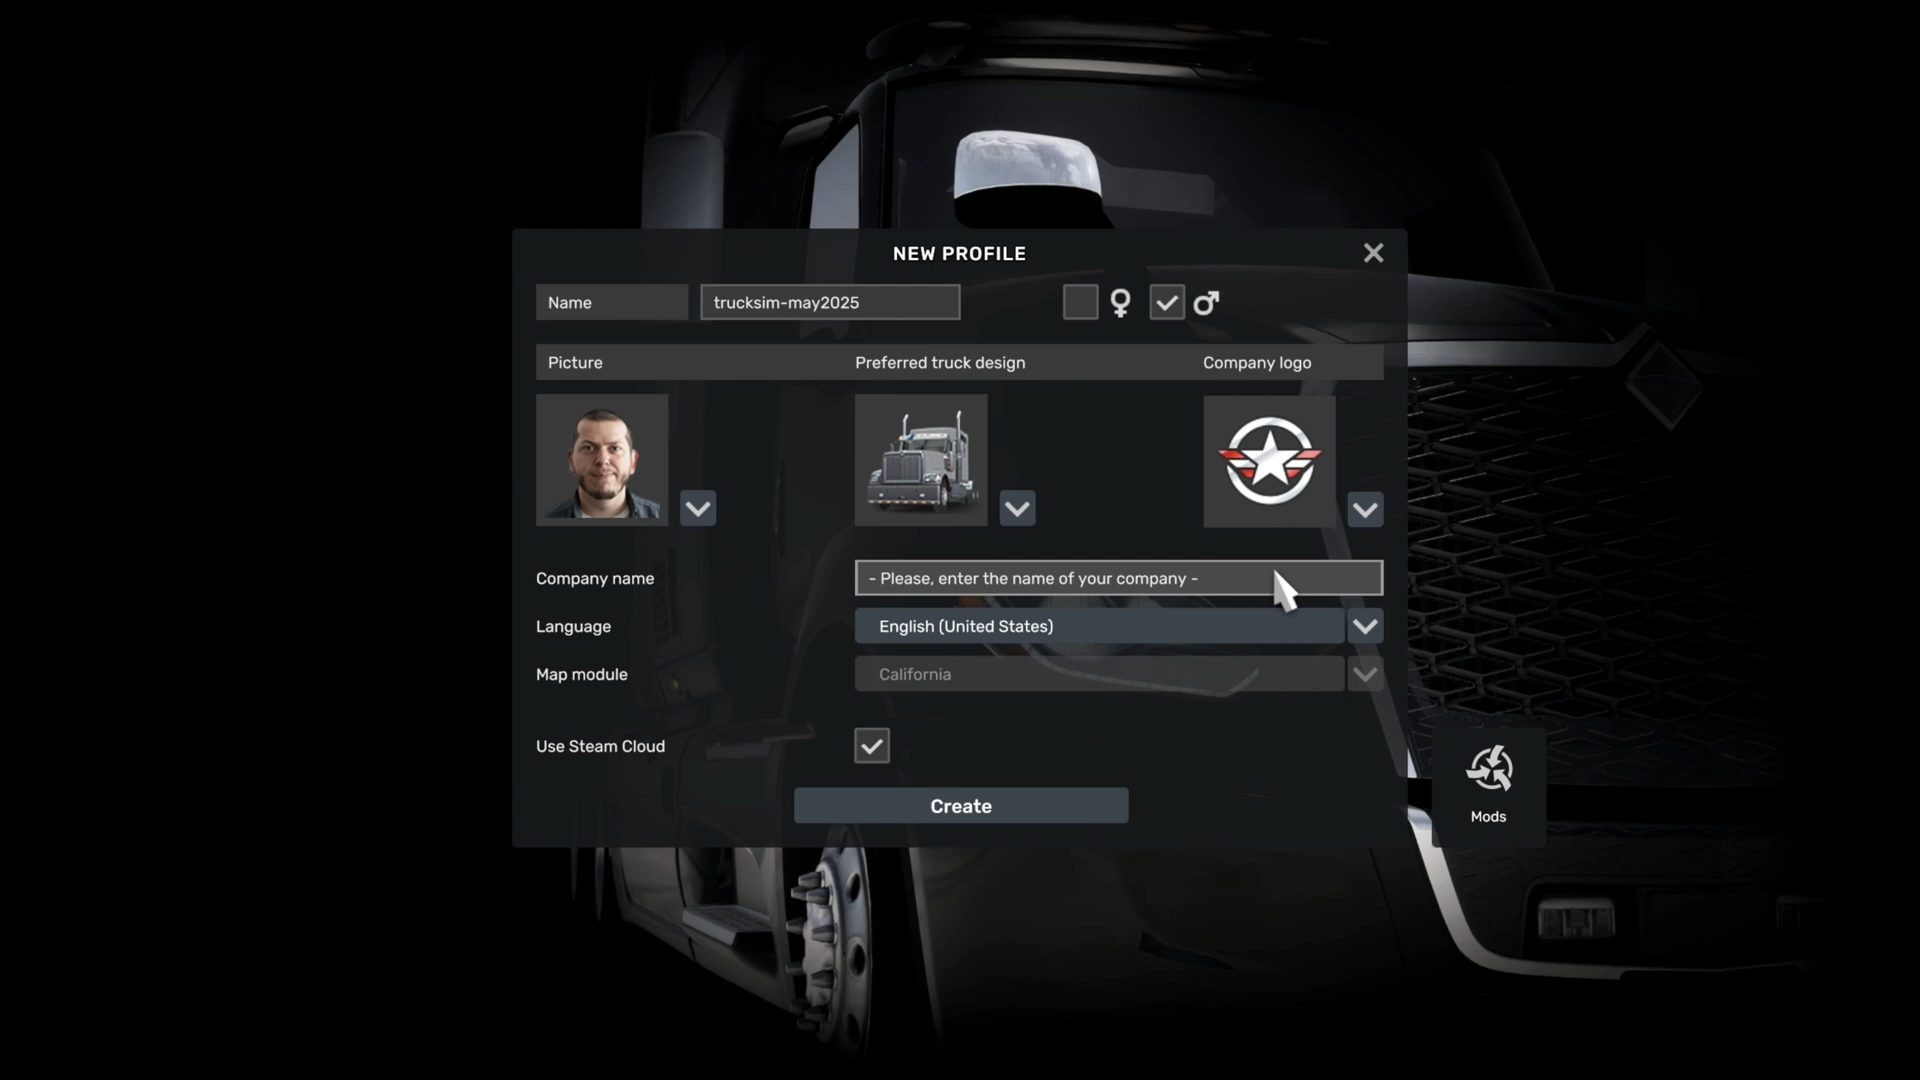 NEW PROFILE
Name
trucksim-may2025
Picture
Preferred truck design
Company logo
Company name
- Please, enter the name of your company -
Language
English (United States)
Map module
California
Use Steam Cloud
Create
Mods